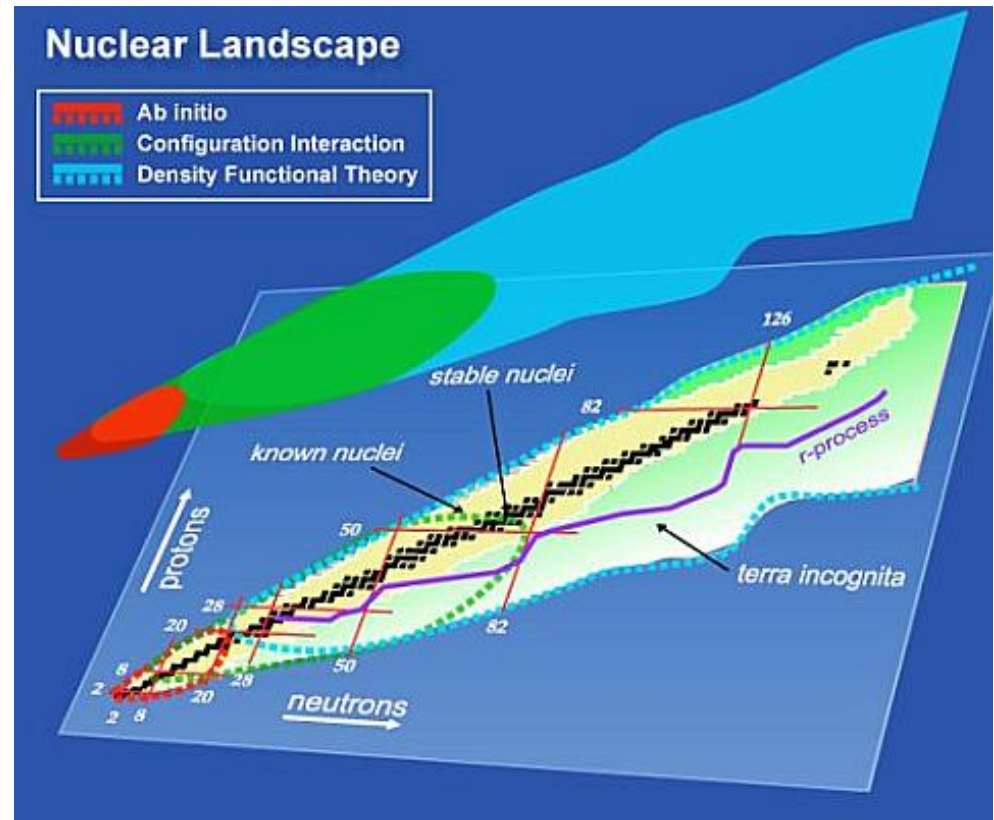 Nuclear Landscape
Ab initio
Configuration Interaction
Density Functional Theory
126
stable nuclei
82
known nuclei
r-process
50
protons
terra incognita
28
20
82
50
8
28
20
2
neutrons
2 8